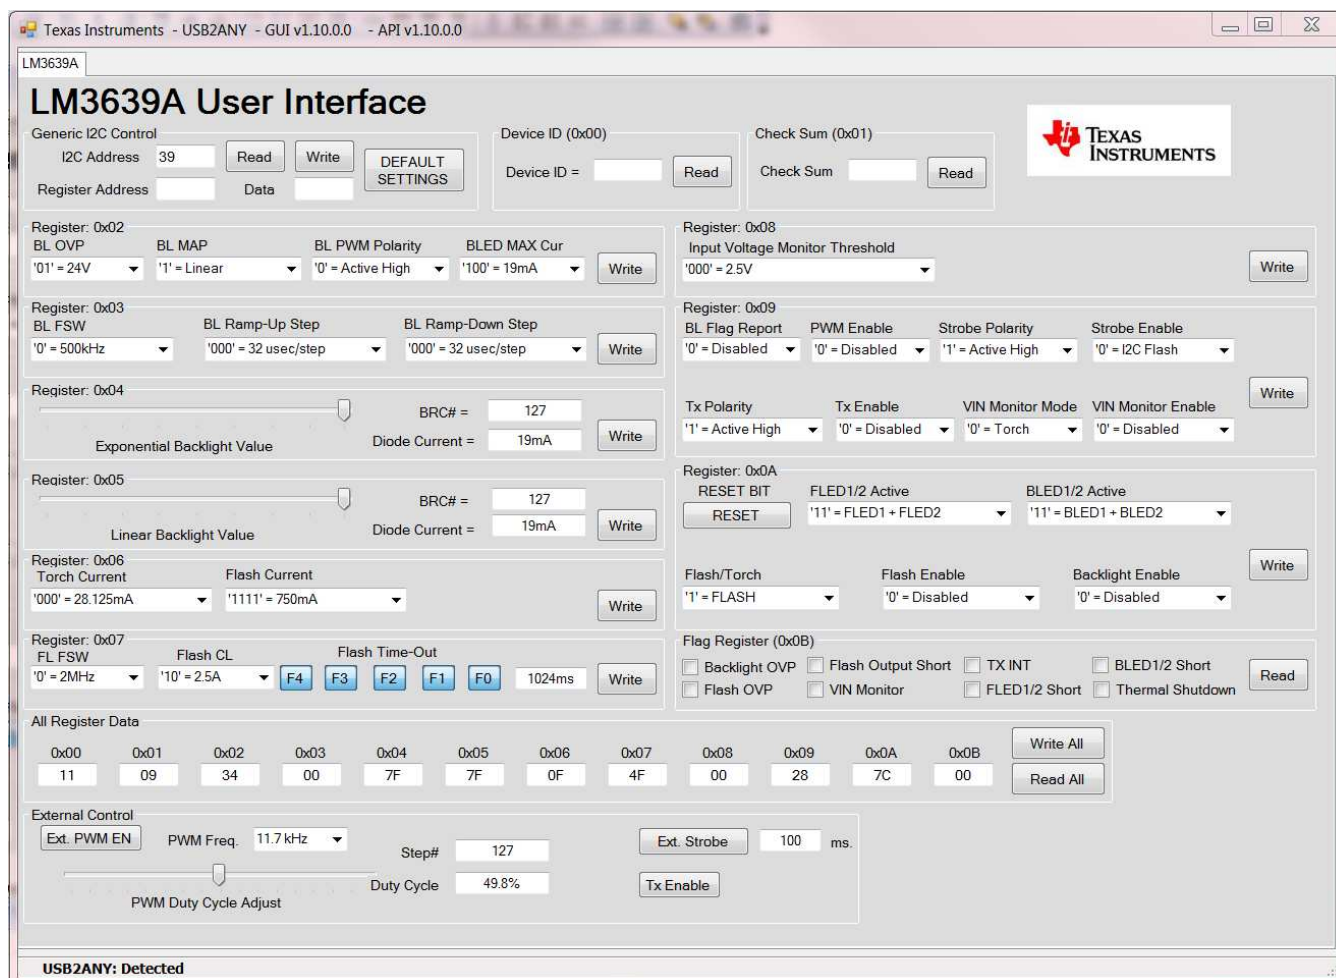 Texas Instruments - USB2ANY - GUI v1.10.0.0 - API v1.10.0.0
LM3639A
LM3639A User Interface
TEXAS
INSTRUMENTS
Generic I2C Control
I2C Address 39 Read Write
DEFAULT
SETTINGS
Register Address Data
Device ID (0x00)
Device ID = Read
Check Sum (0x01)
Check Sum Read
Register: 0x02
BL OVP BL MAP BL PWM Polarity BLED MAX Cur
'01' = 24V '1' = Linear '0' = Active High '100' = 19mA Write
Register: 0x03
BL FSW BL Ramp-Up Step BL Ramp-Down Step
'0' = 500kHz '000' = 32 usec/step '000' = 32 usec/step Write
Register: 0x04
BRC# = 127
Exponential Backlight Value Diode Current = 19mA Write
Register: 0x05
BRC# = 127
Linear Backlight Value Diode Current = 19mA Write
Register: 0x06
Torch Current Flash Current
'000' = 28.125mA '1111' = 750mA Write
Register: 0x07
FL FSW Flash CL Flash Time-Out
'0' = 2MHz '10' = 2.5A F4 F3 F2 F1 F0 1024ms Write
Register: 0x08
Input Voltage Monitor Threshold
'000' = 2.5V Write
Register: 0x09
BL Flag Report PWM Enable Strobe Polarity Strobe Enable
'0' = Disabled '0' = Disabled '1' = Active High '0' = I2C Flash
Write
Tx Polarity Tx Enable VIN Monitor Mode VIN Monitor Enable
'1' = Active High '0' = Disabled '0' = Torch '0' = Disabled
Register: 0x0A
RESET BIT FLED1/2 Active BLED1/2 Active
RESET '11' = FLED1 + FLED2 '11' = BLED1 + BLED2
Write
Flash/Torch Flash Enable Backlight Enable
'1' = FLASH '0' = Disabled '0' = Disabled
Flag Register (0x0B)
Backlight OVP Flash Output Short TX INT BLED1/2 Short
Flash OVP VIN Monitor FLED1/2 Short Thermal Shutdown
Read
All Register Data
0x00 0x01 0x02 0x03 0x04 0x05 0x06 0x07 0x08 0x09 0x0A 0x0B
11 09 34 00 7F 7F 0F 4F 00 28 7C 00
Write All
Read All
External Control
Ext. PWM EN PWM Freq. 11.7 kHz Step# 127 Ext. Strobe 100 ms.
PWM Duty Cycle Adjust Duty Cycle 49.8% Tx Enable
USB2ANY: Detected